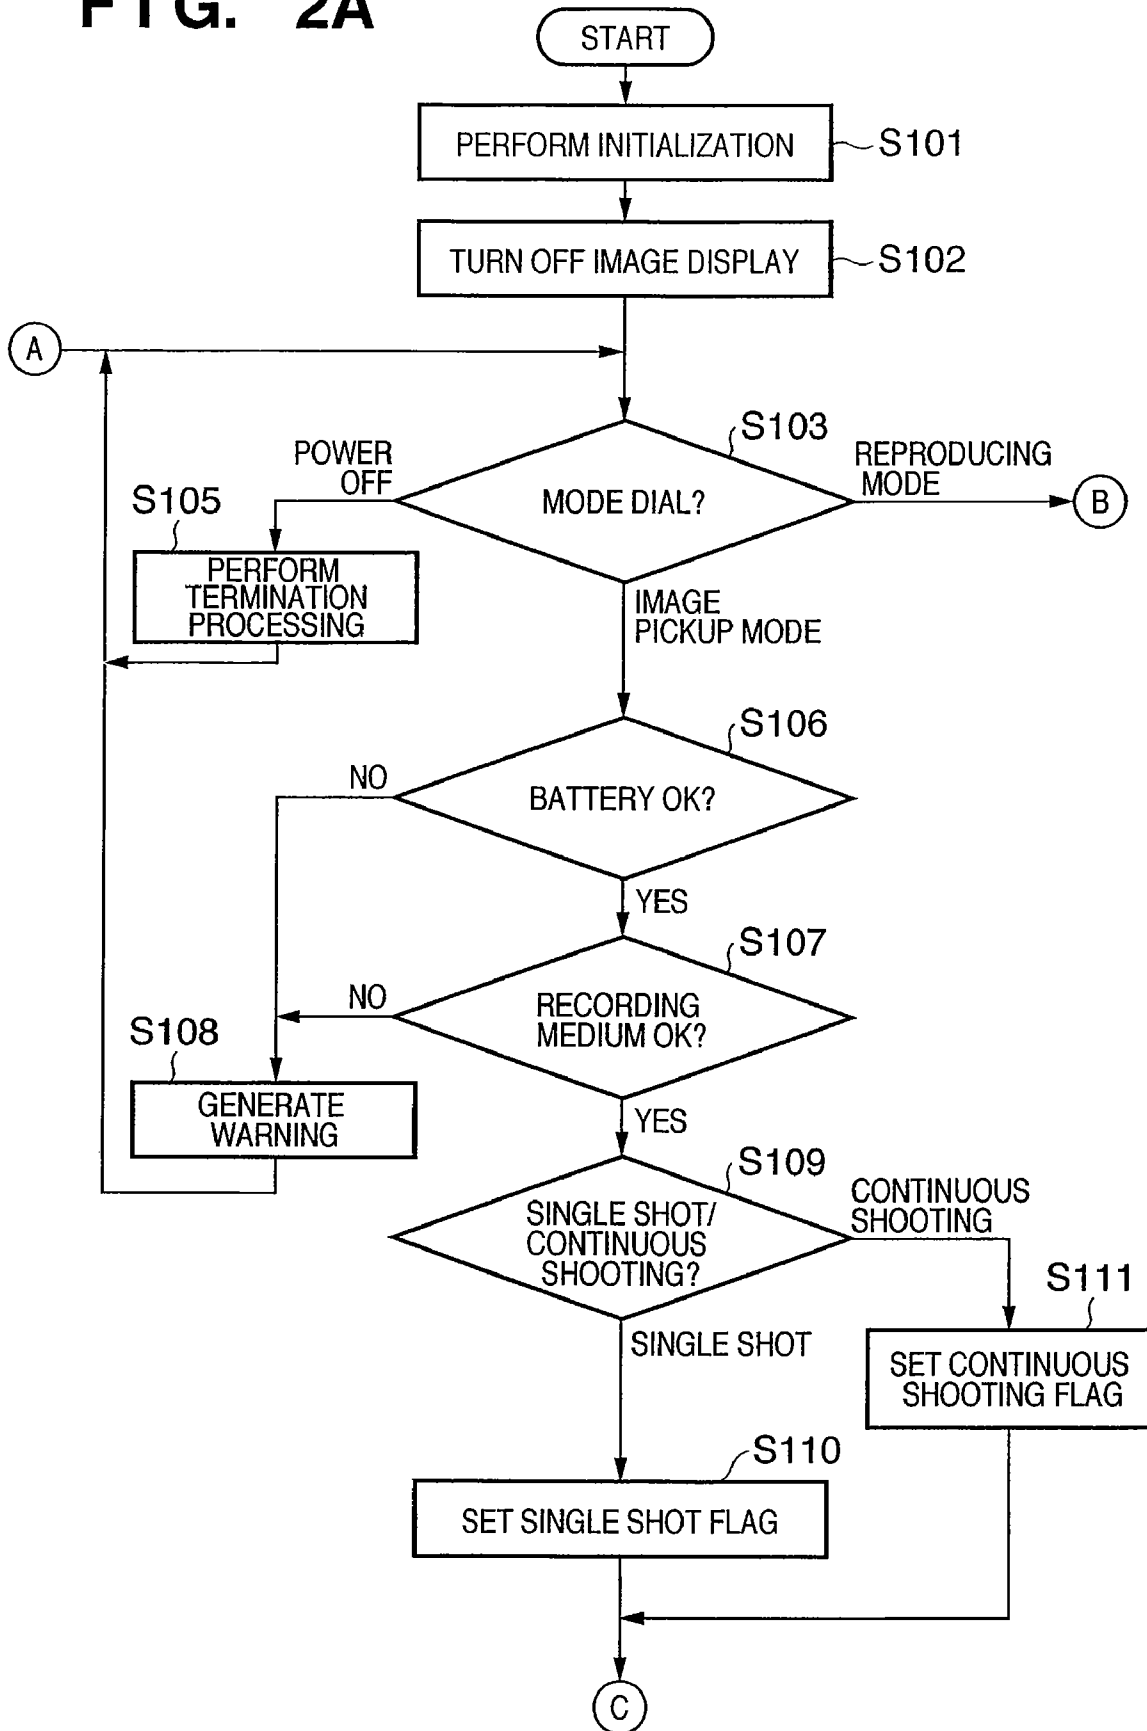 FIG. 2A
START
PERFORM INITIALIZATION
S101
TURN OFF IMAGE DISPLAY
S102
A
S103
POWER
OFF
MODE DIAL?
REPRODUCING
MODE
B
S105
PERFORM
TERMINATION
PROCESSING
IMAGE
PICKUP MODE
S106
NO
BATTERY OK?
YES
S107
NO
RECORDING
MEDIUM OK?
S108
GENERATE
WARNING
YES
S109
SINGLE SHOT/
CONTINUOUS
SHOOTING?
CONTINUOUS
SHOOTING
S111
SINGLE SHOT
SET CONTINUOUS
SHOOTING FLAG
S110
SET SINGLE SHOT FLAG
C